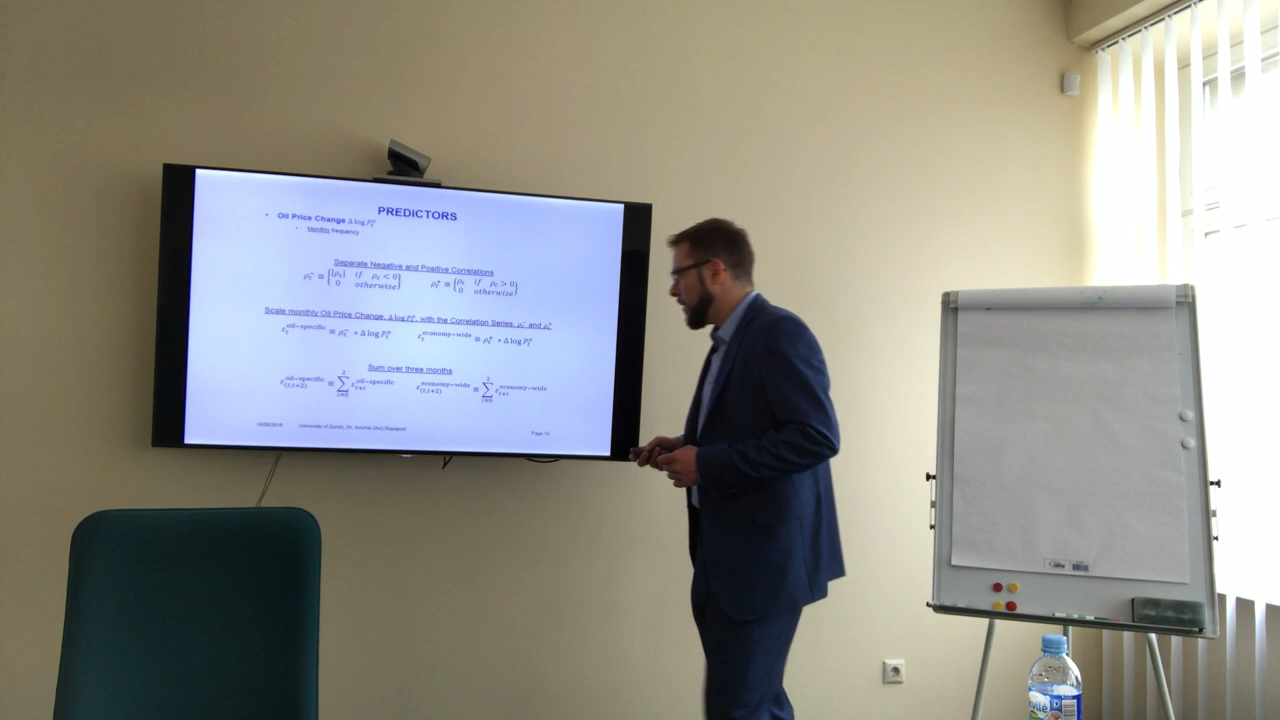 PREDICTORS
• Oil Price Change Δ log P_t^o
• Monthly frequency
Separate Negative and Positive Correlations
ρ_t^- ≡ { |ρ_t| if ρ_t < 0 ρ_t^+ ≡ { ρ_t if ρ_t > 0
0 otherwise } 0 otherwise }
Scale monthly Oil Price Change, Δ log P_t^o, with the Correlation Series, ρ_t^- and ρ_t^+
ε_t^{oil-specific} ≡ ρ_t^- * Δ log P_t^o ε_t^{economy-wide} ≡ ρ_t^+ * Δ log P_t^o
Sum over three months
ε_{(t,t+2)}^{oil-specific} ≡ ∑_{i=0}^{2} ε_{t+i}^{oil-specific} ε_{(t,t+2)}^{economy-wide} ≡ ∑_{i=0}^{2} ε_{t+i}^{economy-wide}
University of Zurich, Dr. Avichai (Avi) Rapaport
Page 15